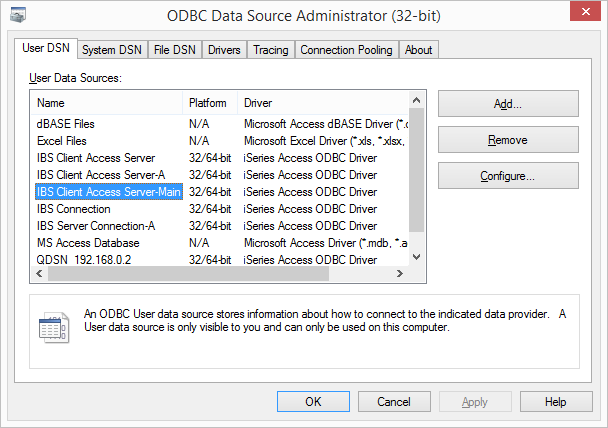 ODBC Data Source Administrator (32-bit)
User DSN System DSN File DSN Drivers Tracing Connection Pooling About
User Data Sources:
Name Platform Driver
dBASE Files N/A Microsoft Access dBASE Driver (*.d
Excel Files N/A Microsoft Excel Driver (*.xls, *.xlsx,
IBS Client Access Server 32/64-bit iSeries Access ODBC Driver
IBS Client Access Server-A 32/64-bit iSeries Access ODBC Driver
IBS Client Access Server-Main 32/64-bit iSeries Access ODBC Driver
IBS Connection 32/64-bit iSeries Access ODBC Driver
IBS Server Connection-A 32/64-bit iSeries Access ODBC Driver
MS Access Database N/A Microsoft Access Driver (*.mdb, *.a
QDSN_192.168.0.2 32/64-bit iSeries Access ODBC Driver
Add...
Remove
Configure...
An ODBC User data source stores information about how to connect to the indicated data provider. A
User data source is only visible to you and can only be used on this computer.
OK Cancel Apply Help